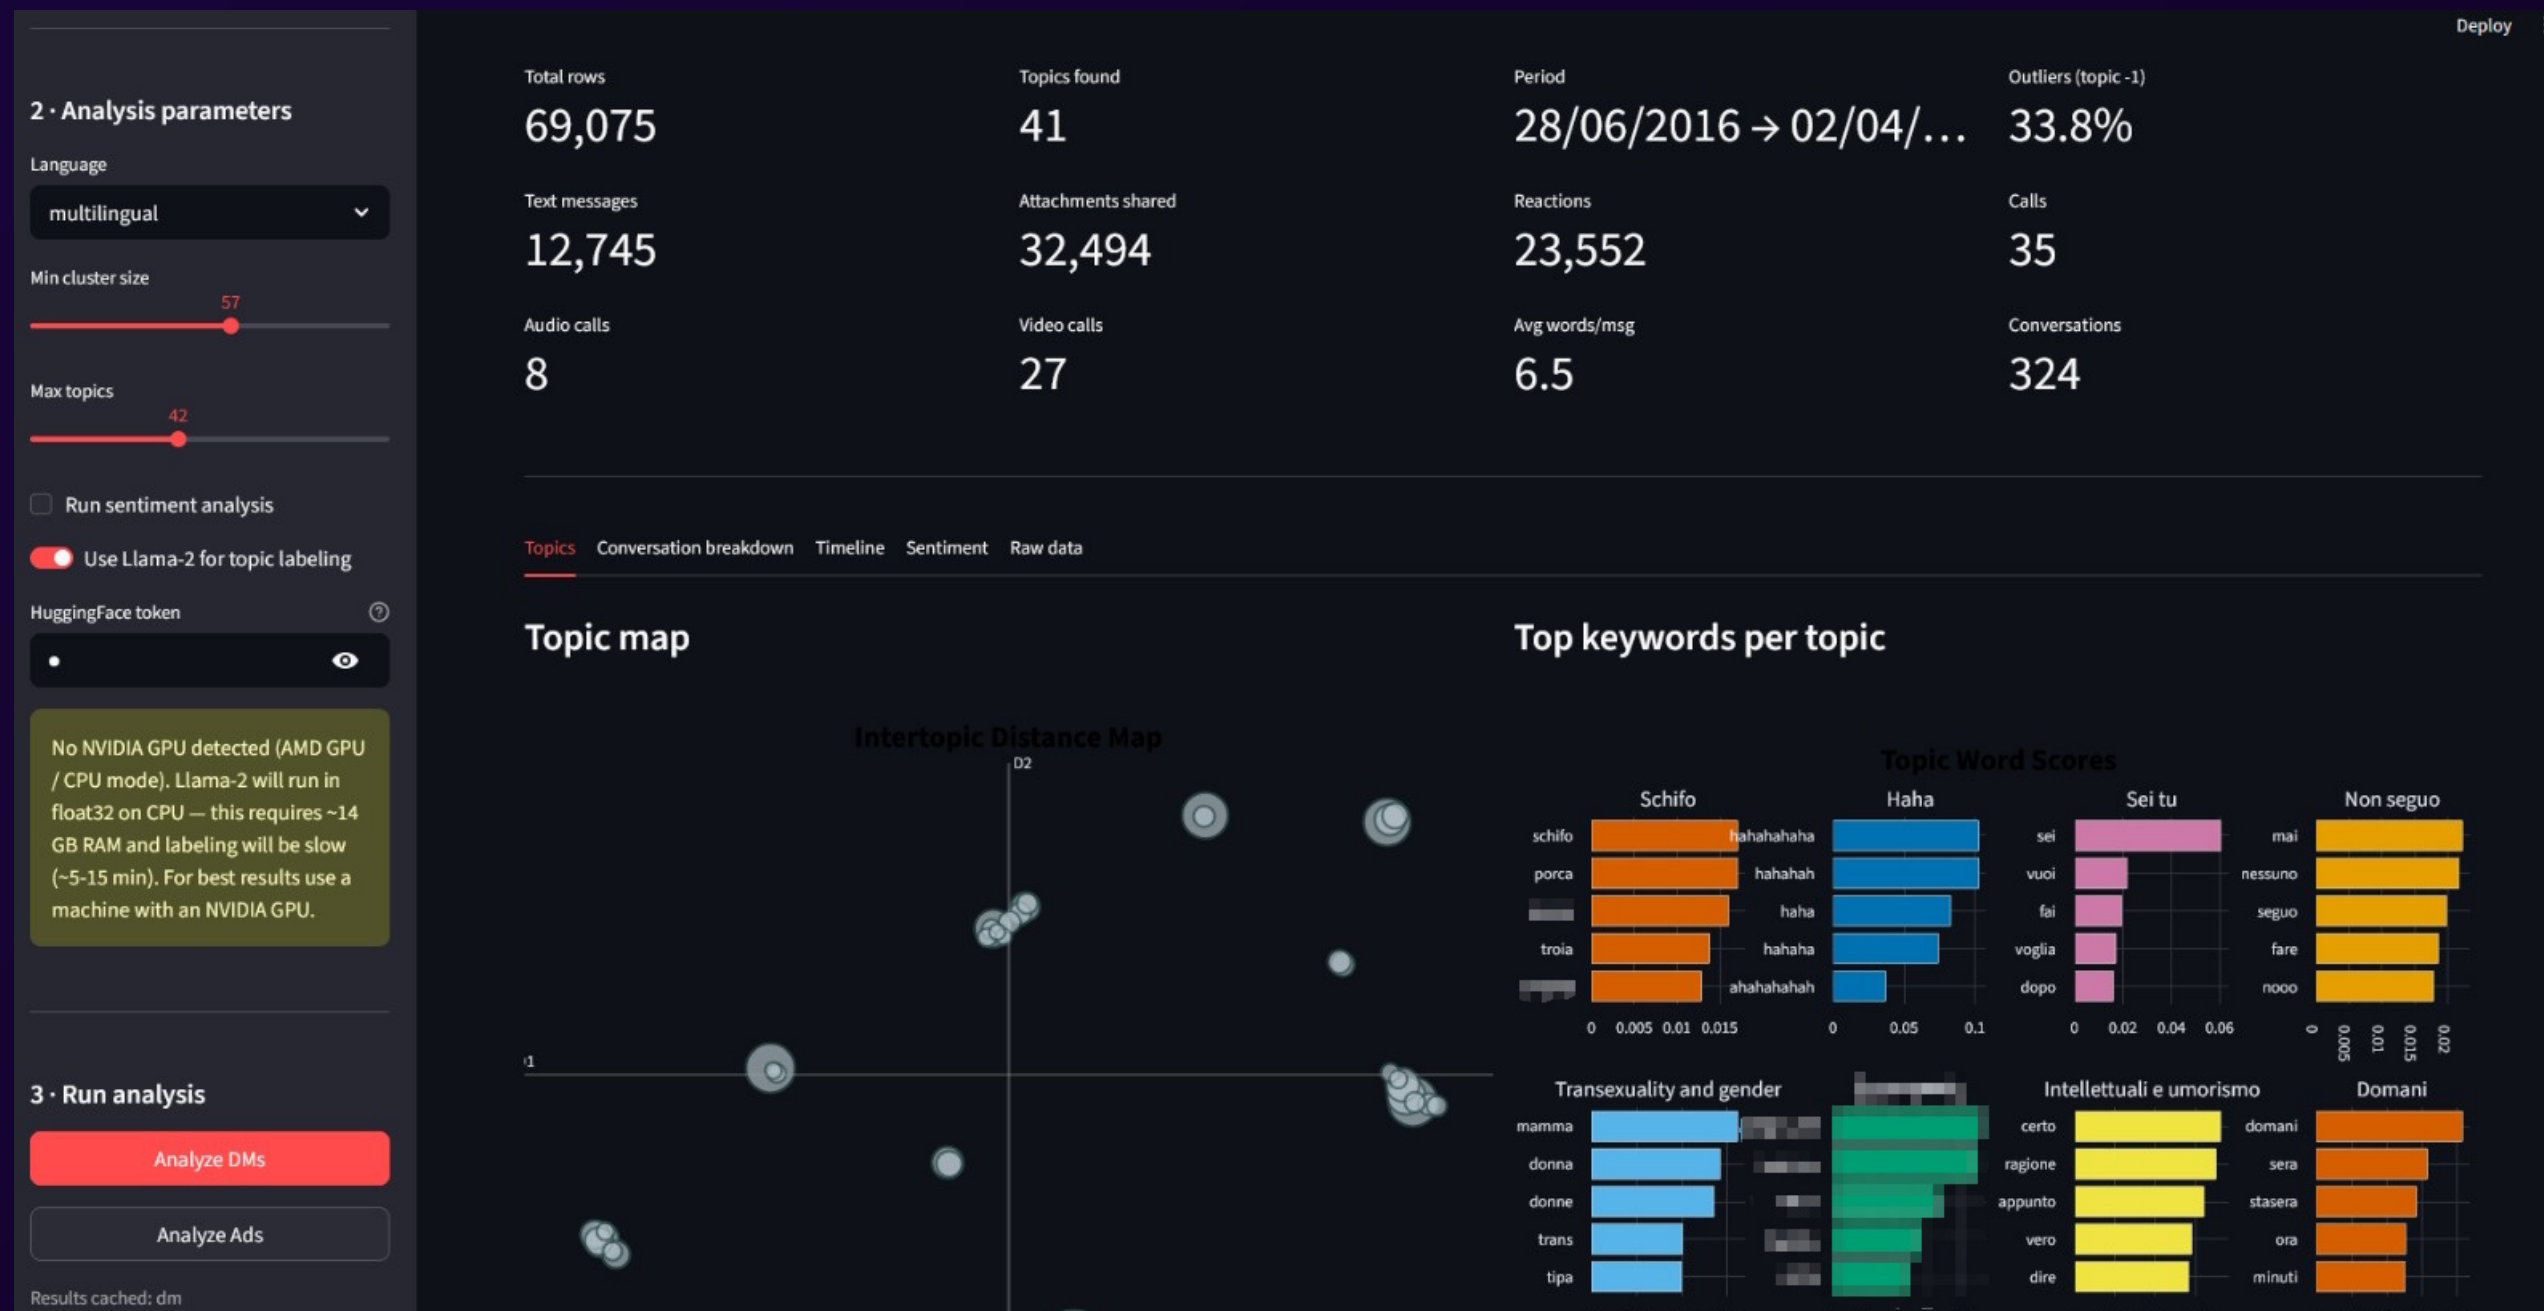 Deploy
2 · Analysis parameters
Language
multilingual
Min cluster size
57
Max topics
42
Run sentiment analysis
Use Llama-2 for topic labeling
HuggingFace token
No NVIDIA GPU detected (AMD GPU
/ CPU mode). Llama-2 will run in
float32 on CPU — this requires ~14
GB RAM and labeling will be slow
(~5-15 min). For best results use a
machine with an NVIDIA GPU.
3 · Run analysis
Analyze DMs
Analyze Ads
Results cached: dm
Total rows
69,075
Topics found
41
Period
28/06/2016 → 02/04/…
Outliers (topic -1)
33.8%
Text messages
12,745
Attachments shared
32,494
Reactions
23,552
Calls
35
Audio calls
8
Video calls
27
Avg words/msg
6.5
Conversations
324
Topics Conversation breakdown Timeline Sentiment Raw data
Topic map
Intertopic Distance Map
D2
Top keywords per topic
Topic Word Scores
Schifo
schifo
porca
troia
0 0.005 0.01 0.015
Haha
hahahahaha
hahahah
haha
hahaha
ahahahahah
0 0.05 0.1
Sei tu
sei
vuoi
fai
voglia
dopo
0 0.02 0.04 0.06
Non seguo
mai
nessuno
seguo
fare
nooo
0 0.005 0.01 0.015 0.02
Transexuality and gender
mamma
donna
donne
trans
tipa
Intellettuali e umorismo
certo
ragione
appunto
vero
dire
Domani
domani
sera
stasera
ora
minuti